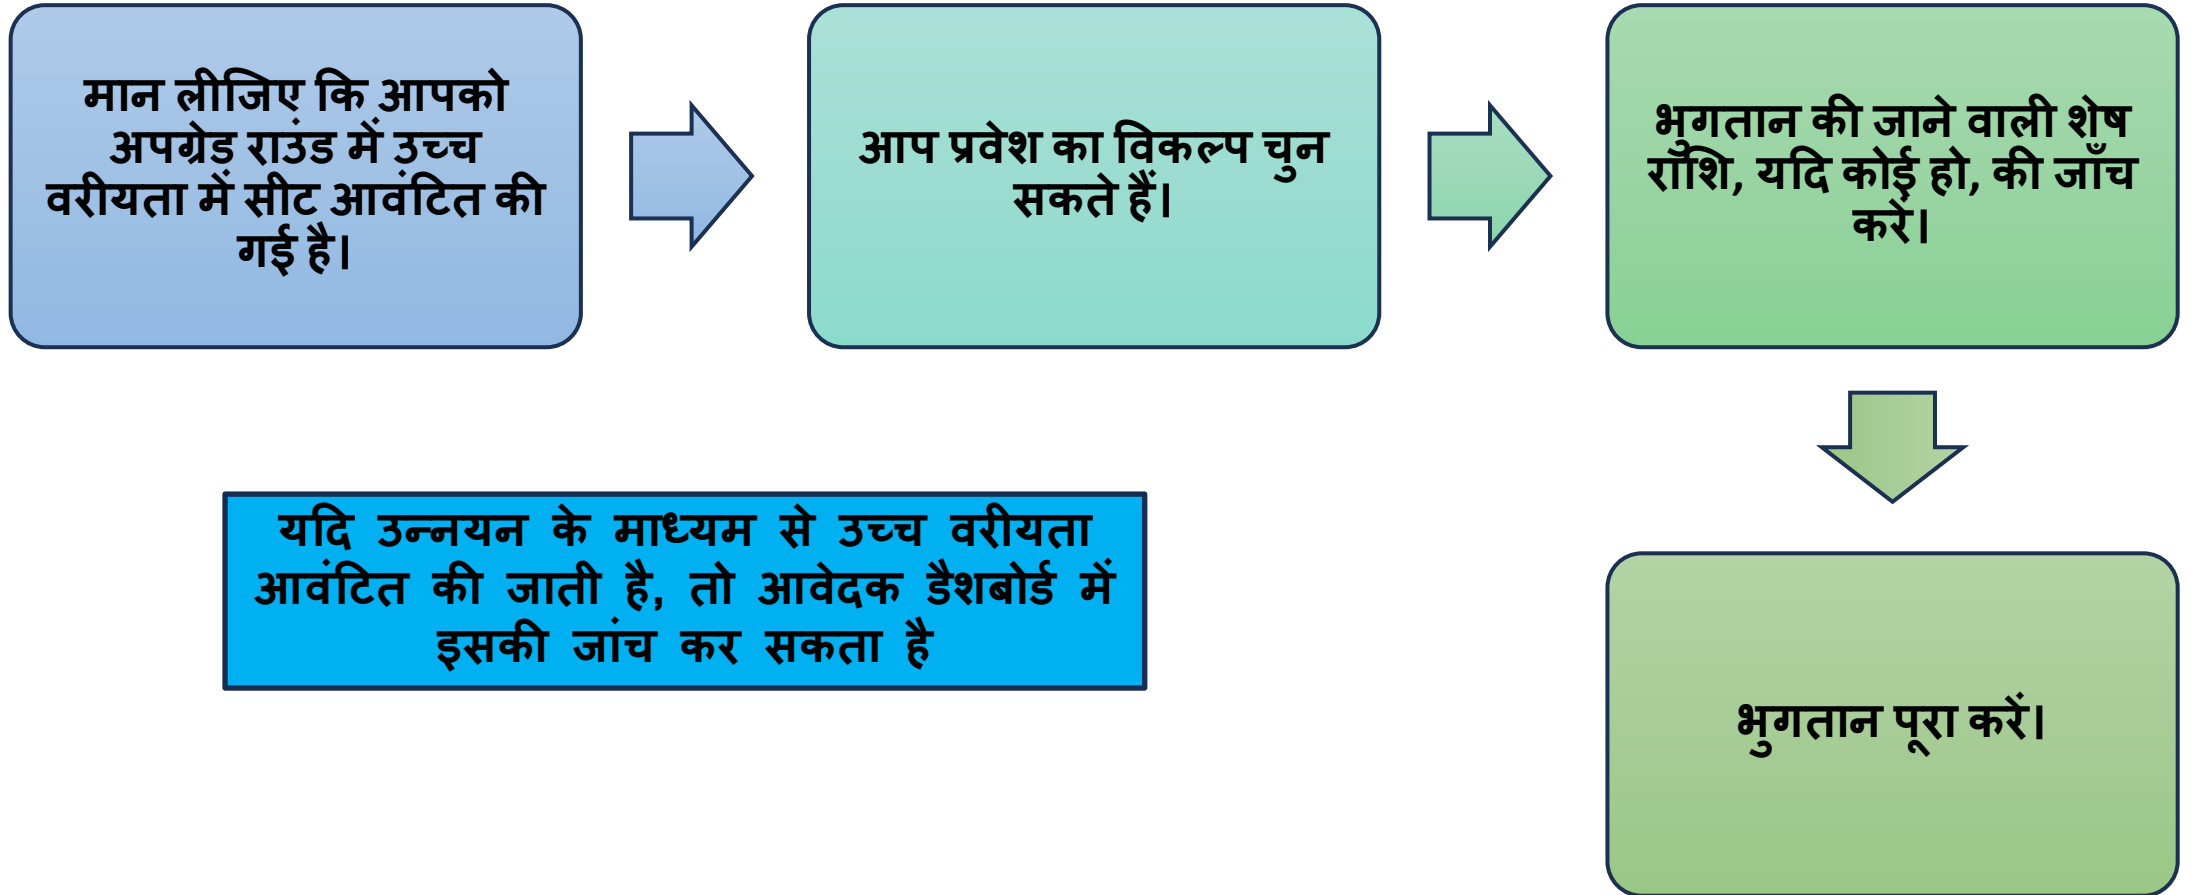 मान लीजिए कि आपको
अपग्रेड राउंड में उच्च
वरीयता में सीट आवंटित की
गई है।
आप प्रवेश का विकल्प चुन
सकते हैं।
भुगतान की जाने वाली शेष
राशि, यदि कोई हो, की जाँच
करें।
यदि उन्नयन के माध्यम से उच्च वरीयता
आवंटित की जाती है, तो आवेदक डैशबोर्ड में
इसकी जांच कर सकता है
भुगतान पूरा करें।